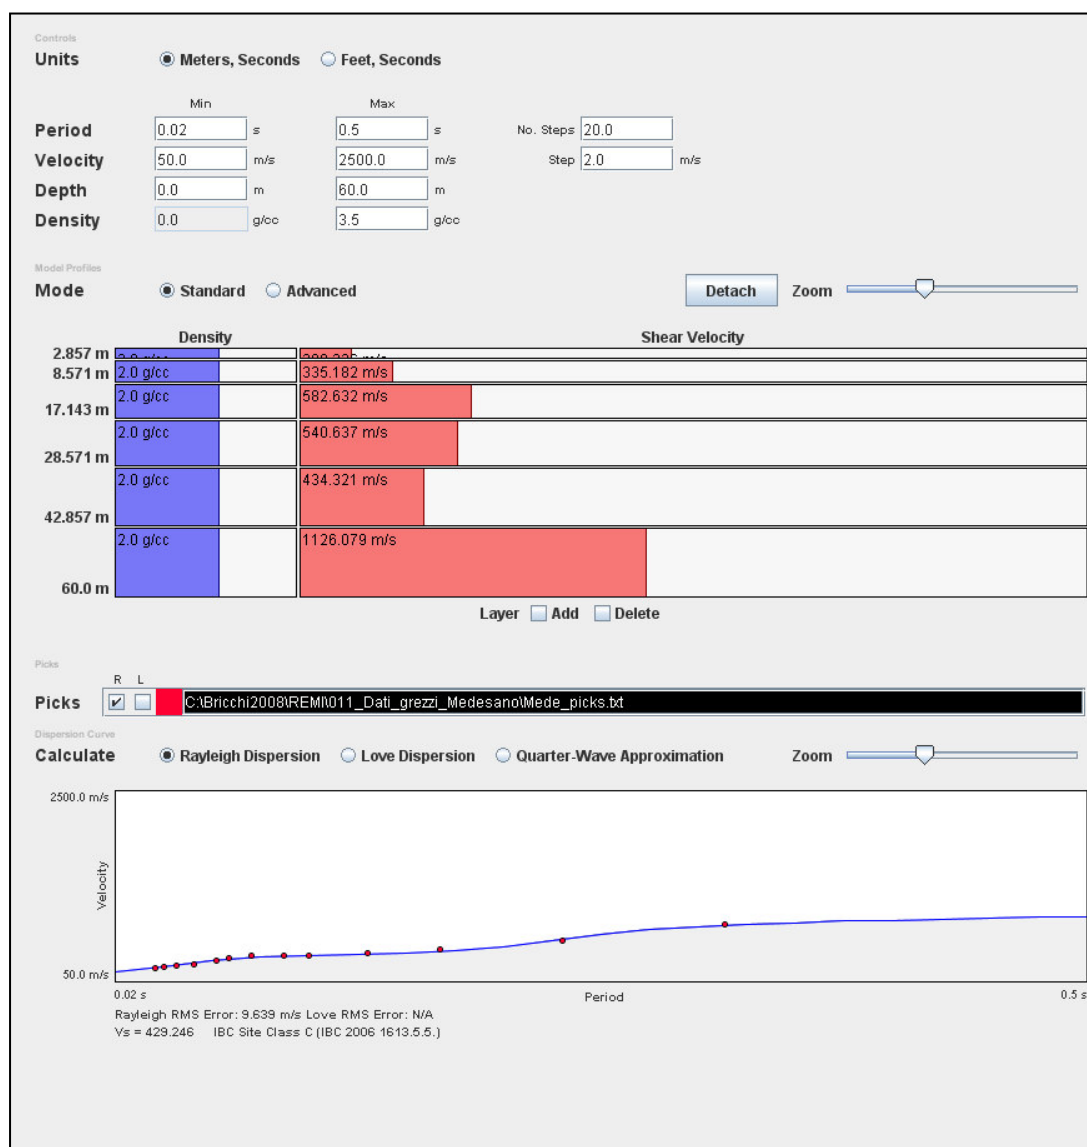 Controls
Units Meters, Seconds Feet, Seconds
Min Max
Period 0.02 s 0.5 s No. Steps 20.0
Velocity 50.0 m/s 2500.0 m/s Step 2.0 m/s
Depth 0.0 m 60.0 m
Density 0.0 g/cc 3.5 g/cc
Model Profiles
Mode Standard Advanced Detach Zoom
Density Shear Velocity
2.857 m 2.0 g/cc m/s
8.571 m 2.0 g/cc 335.182 m/s
17.143 m 2.0 g/cc 582.632 m/s
28.571 m 2.0 g/cc 540.637 m/s
42.857 m 2.0 g/cc 434.321 m/s
60.0 m 2.0 g/cc 1126.079 m/s
Layer Add Delete
Picks
R L
Picks C:\Bricchi2008\REMI\011_Dati_grezzi_Medesano\Mede_picks.txt
Dispersion Curve
Calculate Rayleigh Dispersion Love Dispersion Quarter-Wave Approximation Zoom
2500.0 m/s
Velocity
50.0 m/s
0.02 s Period 0.5 s
Rayleigh RMS Error: 9.639 m/s Love RMS Error: N/A
Vs = 429.246 IBC Site Class C (IBC 2006 1613.5.5.)